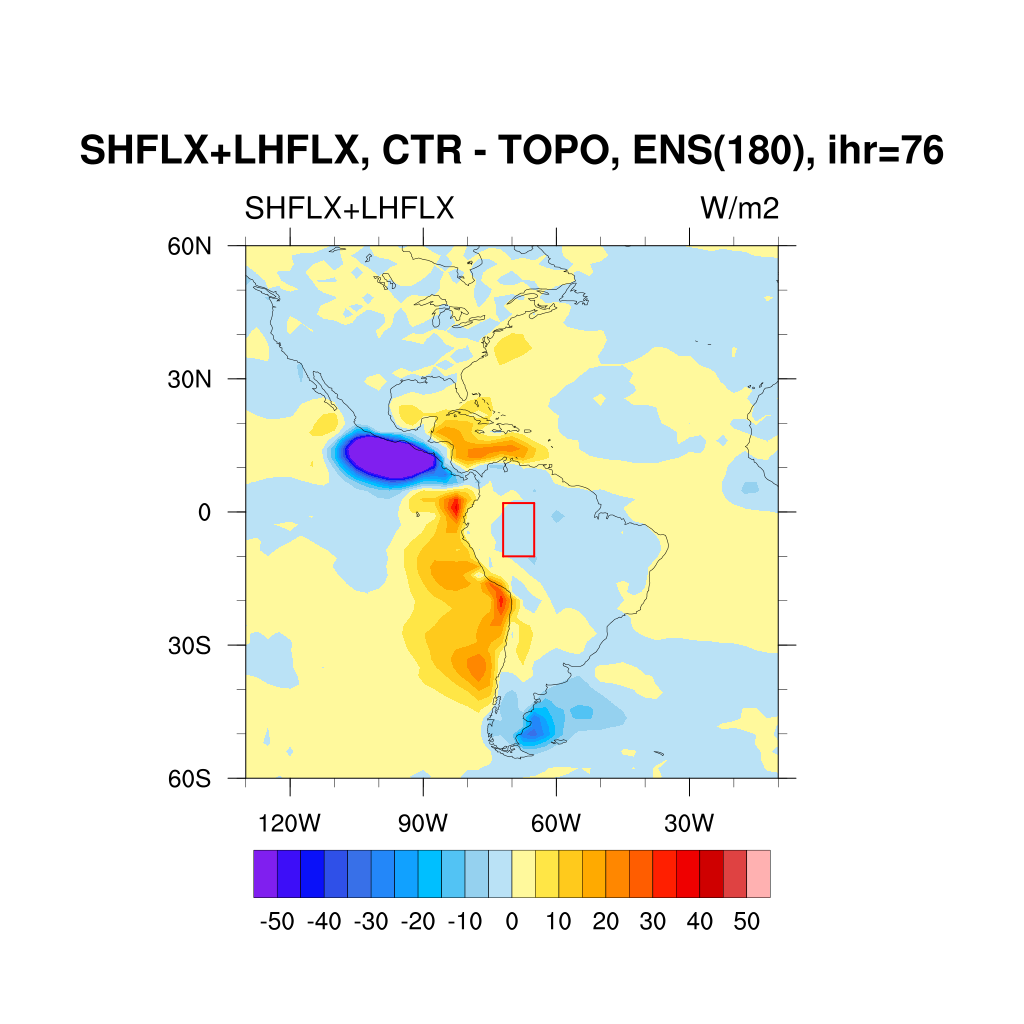 SHFLX+LHFLX, CTR - TOPO, ENS(180), ihr=76
SHFLX+LHFLX W/m2
60N
30N
0
30S
60S
120W 90W 60W 30W
-50 -40 -30 -20 -10 0 10 20 30 40 50